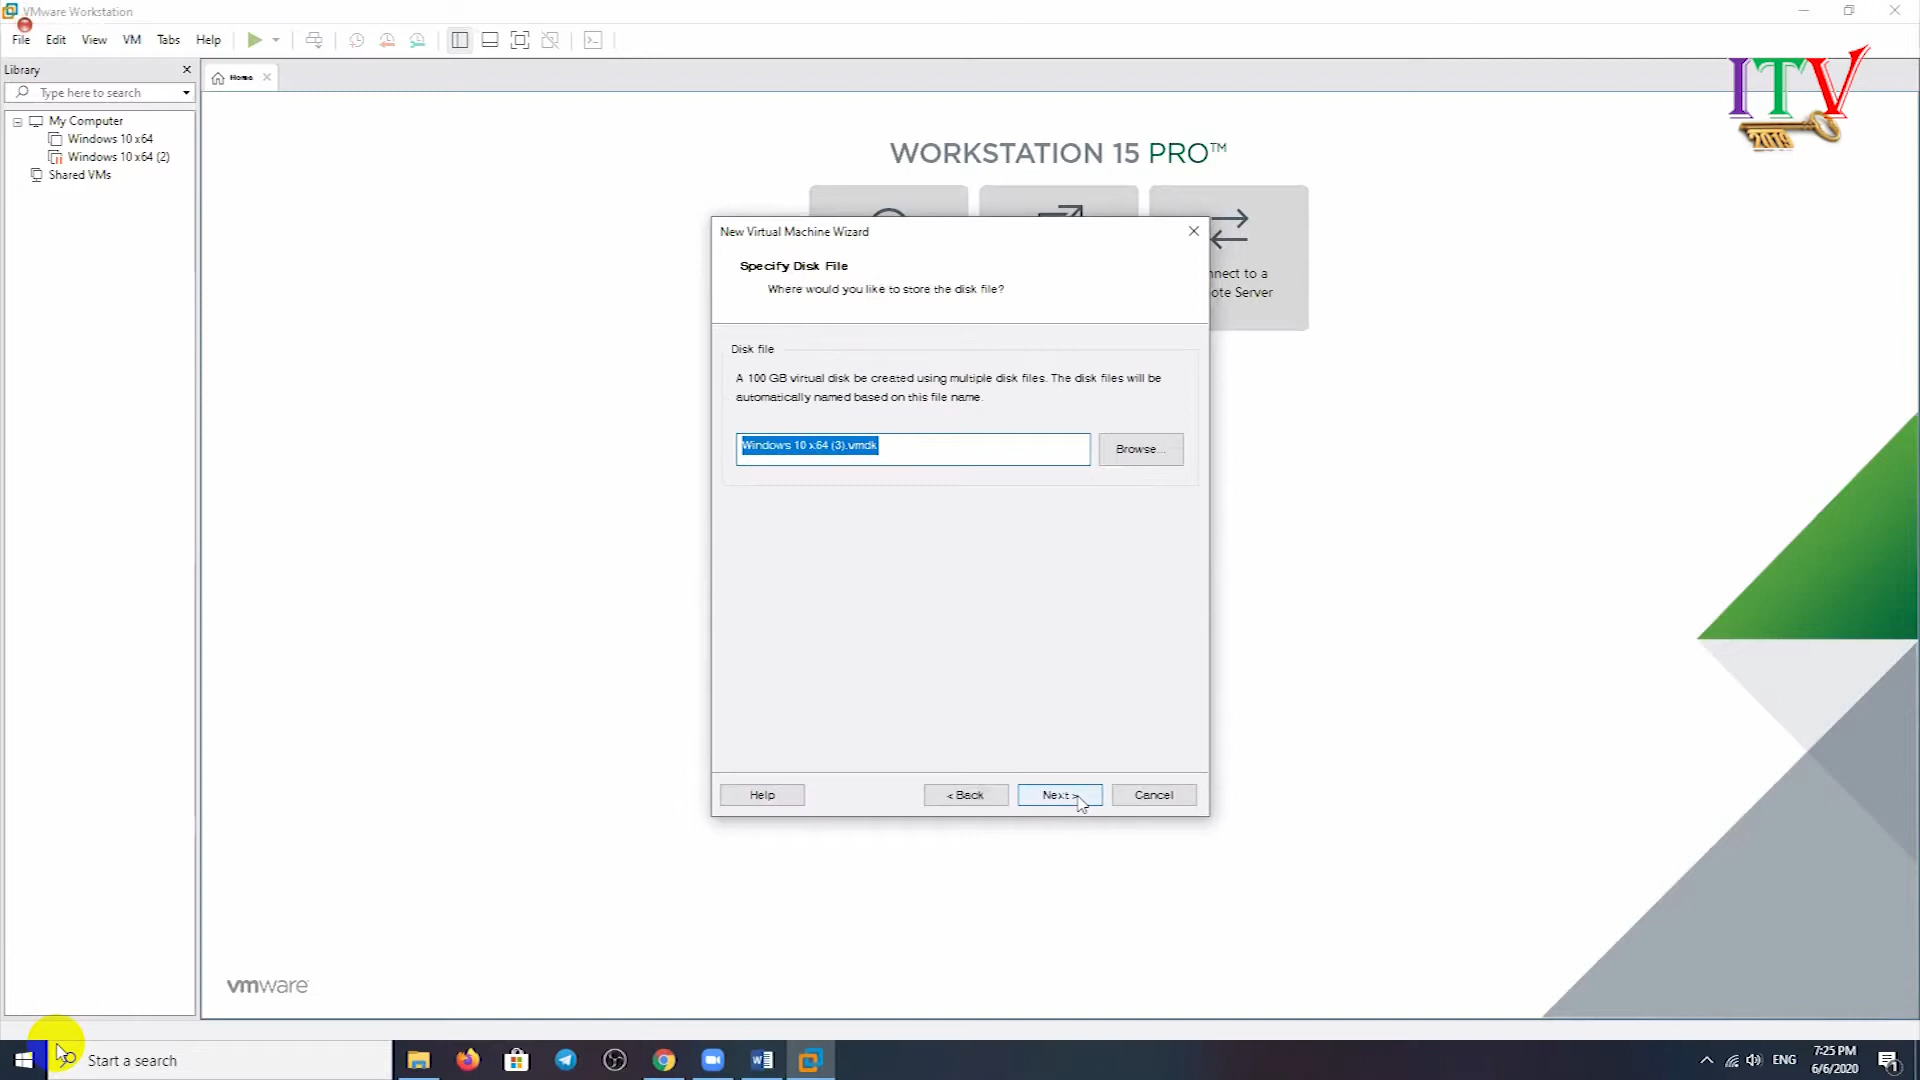 VMware Workstation
File Edit View VM Tabs Help
Library
Type here to search
My Computer
Windows 10 x64
Windows 10 x64 (2)
Shared VMs
Home
ITV
2019
WORKSTATION 15 PRO™
nnect to a
ote Server
New Virtual Machine Wizard
Specify Disk File
Where would you like to store the disk file?
Disk file
A 100 GB virtual disk be created using multiple disk files. The disk files will be
automatically named based on this file name.
Windows 10 x64 (3).vmdk
Browse...
Help
< Back
Next >
Cancel
vmware
Start a search
ENG
7:25 PM
6/6/2020
1